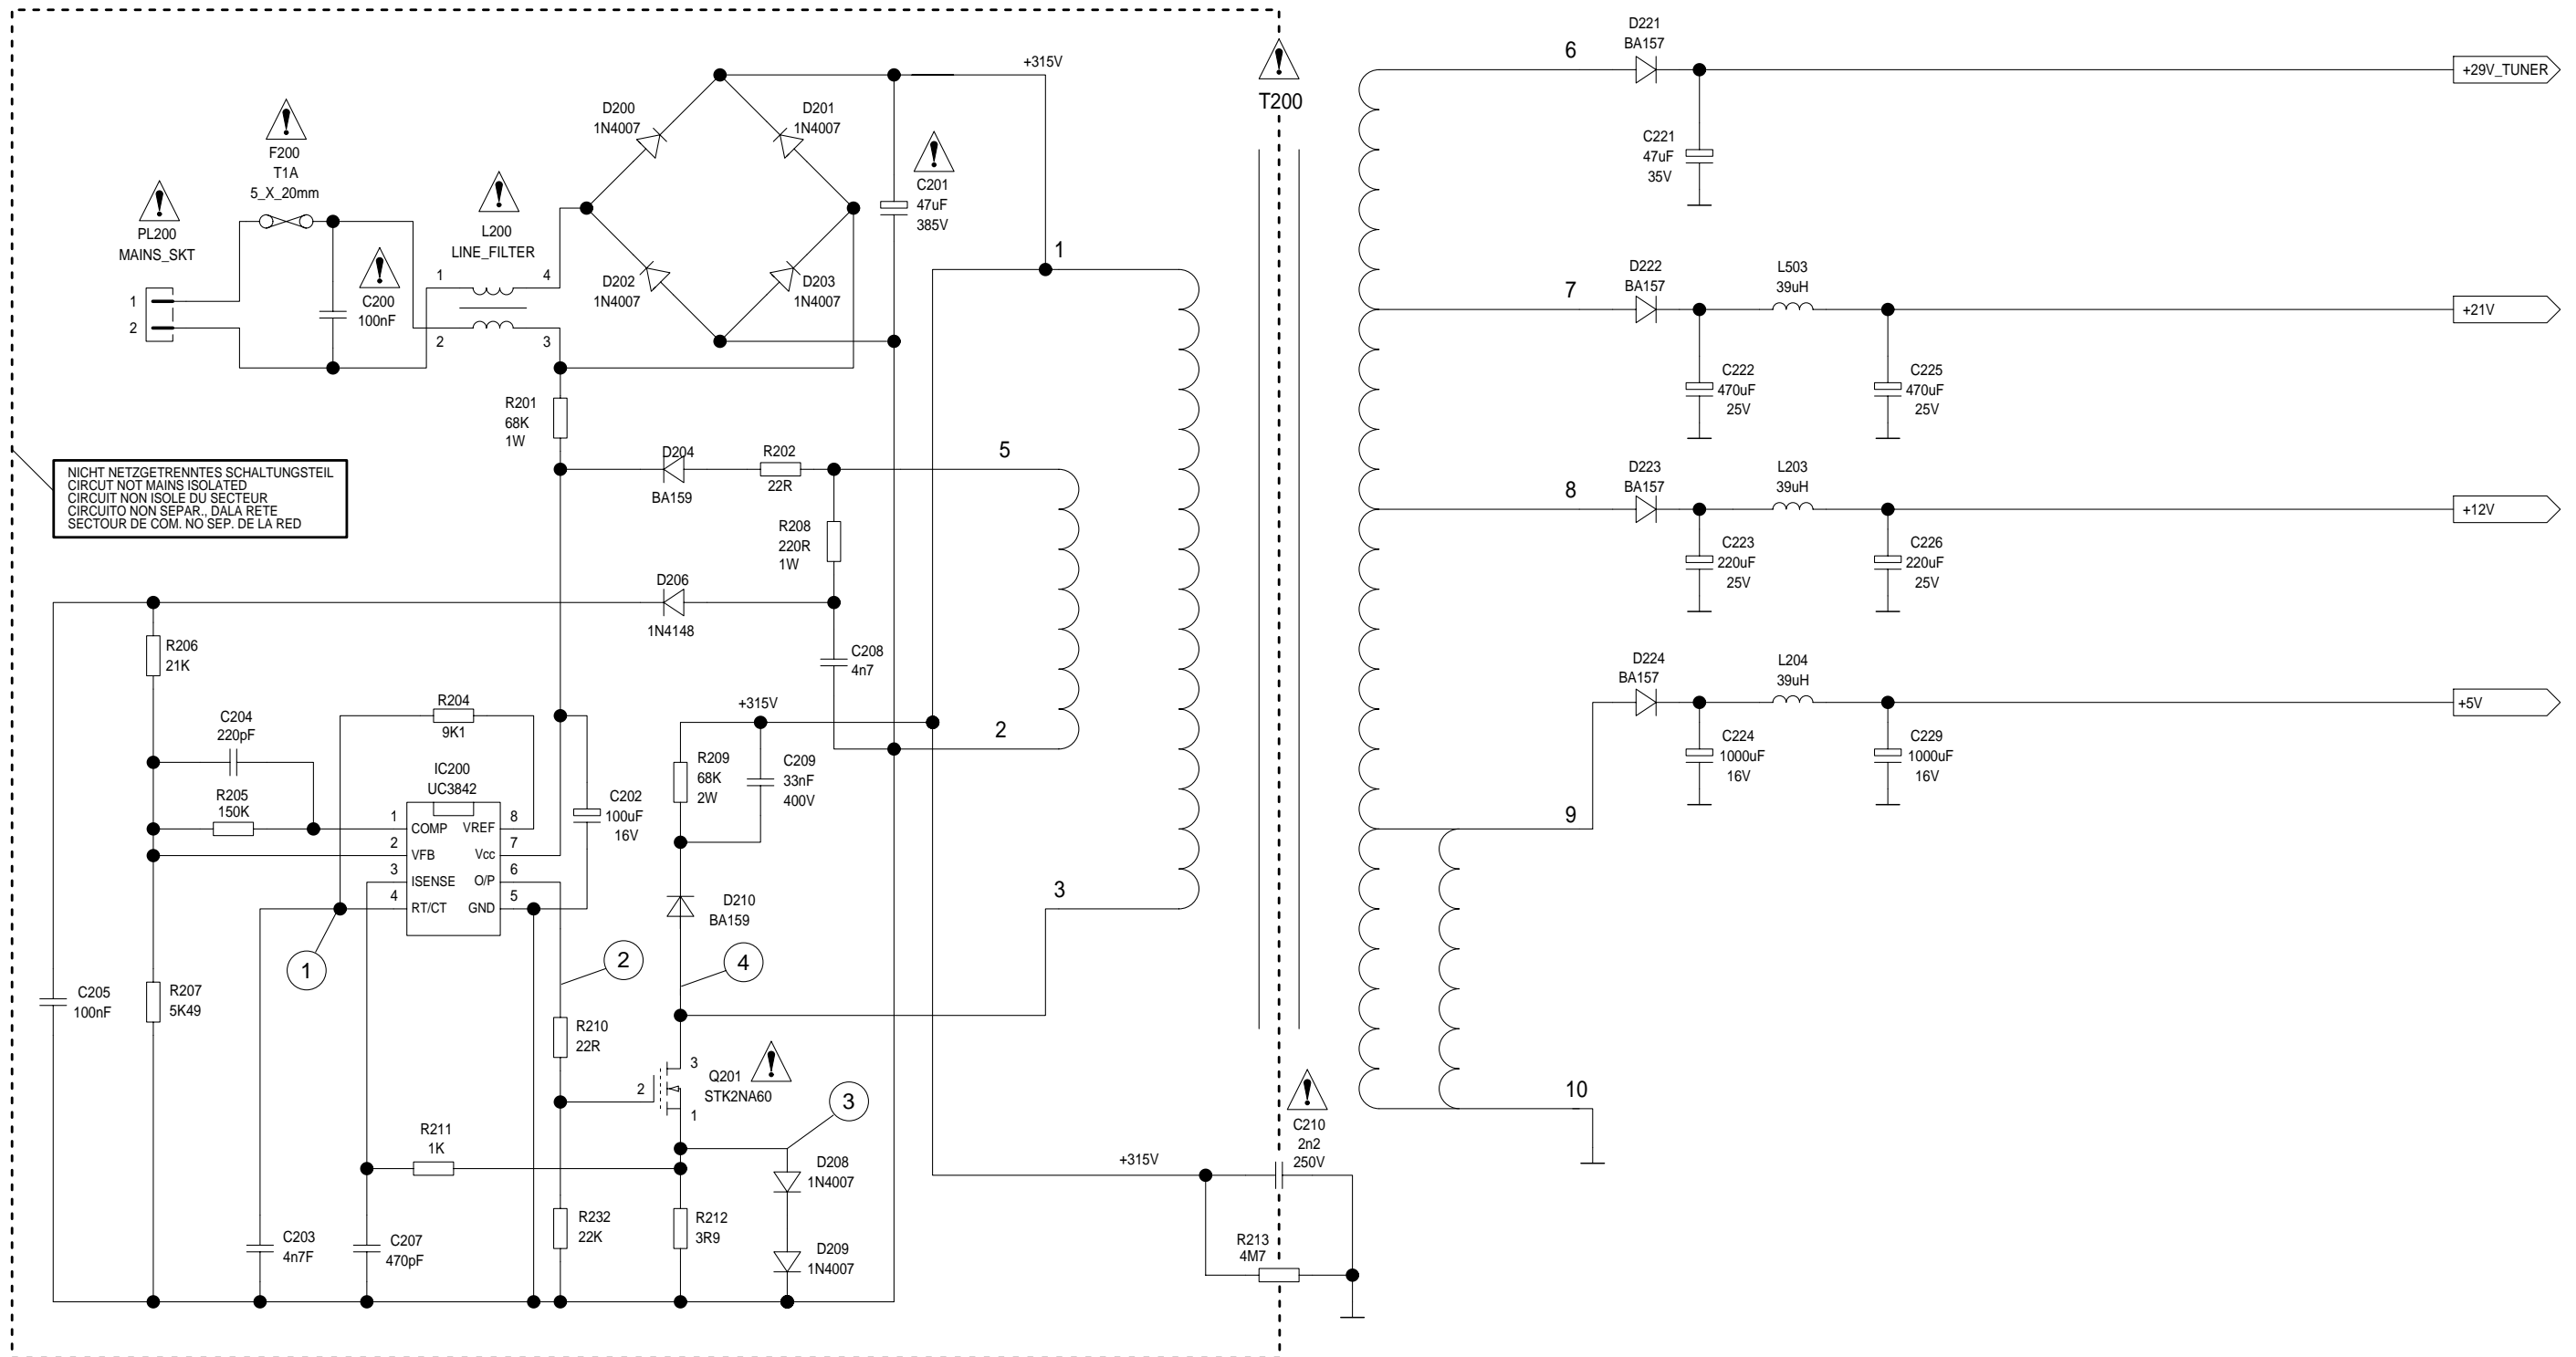 D221
BA157
6
+29V_TUNER
+315V
T200
D200
1N4007
D201
1N4007
C221
47uF
35V
F200
T1A
5_X_20mm
C201
47uF
385V
PL200
MAINS_SKT
L200
LINE_FILTER
1
4
1
2
C200
100nF
2
3
D202
1N4007
D203
1N4007
1
7
D222
BA157
L503
39uH
+21V
C222
470uF
25V
C225
470uF
25V
R201
68K
1W
NICHT NETZGETRENNTES SCHALTUNGSTEIL
CIRCUT NOT MAINS ISOLATED
CIRCUIT NON ISOLE DU SECTEUR
CIRCUITO NON SEPAR., DALA RETE
SECTOUR DE COM. NO SEP. DE LA RED
D204
BA159
R202
22R
5
8
D223
BA157
L203
39uH
+12V
R208
220R
1W
C223
220uF
25V
C226
220uF
25V
D206
1N4148
R206
21K
C208
4n7
D224
BA157
L204
39uH
+5V
C204
220pF
R204
9K1
+315V
2
R205
150K
IC200
UC3842
R209
68K
2W
C209
33nF
400V
C224
1000uF
16V
C229
1000uF
16V
C202
100uF
16V
1
COMP
VREF
8
2
VFB
Vcc
7
3
ISENSE
O/P
6
4
RT/CT
GND
5
9
3
D210
BA159
1
2
4
C205
100nF
R207
5K49
R210
22R
3
2
1
Q201
STK2NA60
3
10
C210
2n2
250V
R211
1K
+315V
D208
1N4007
C203
4n7F
C207
470pF
R232
22K
R212
3R9
D209
1N4007
R213
4M7